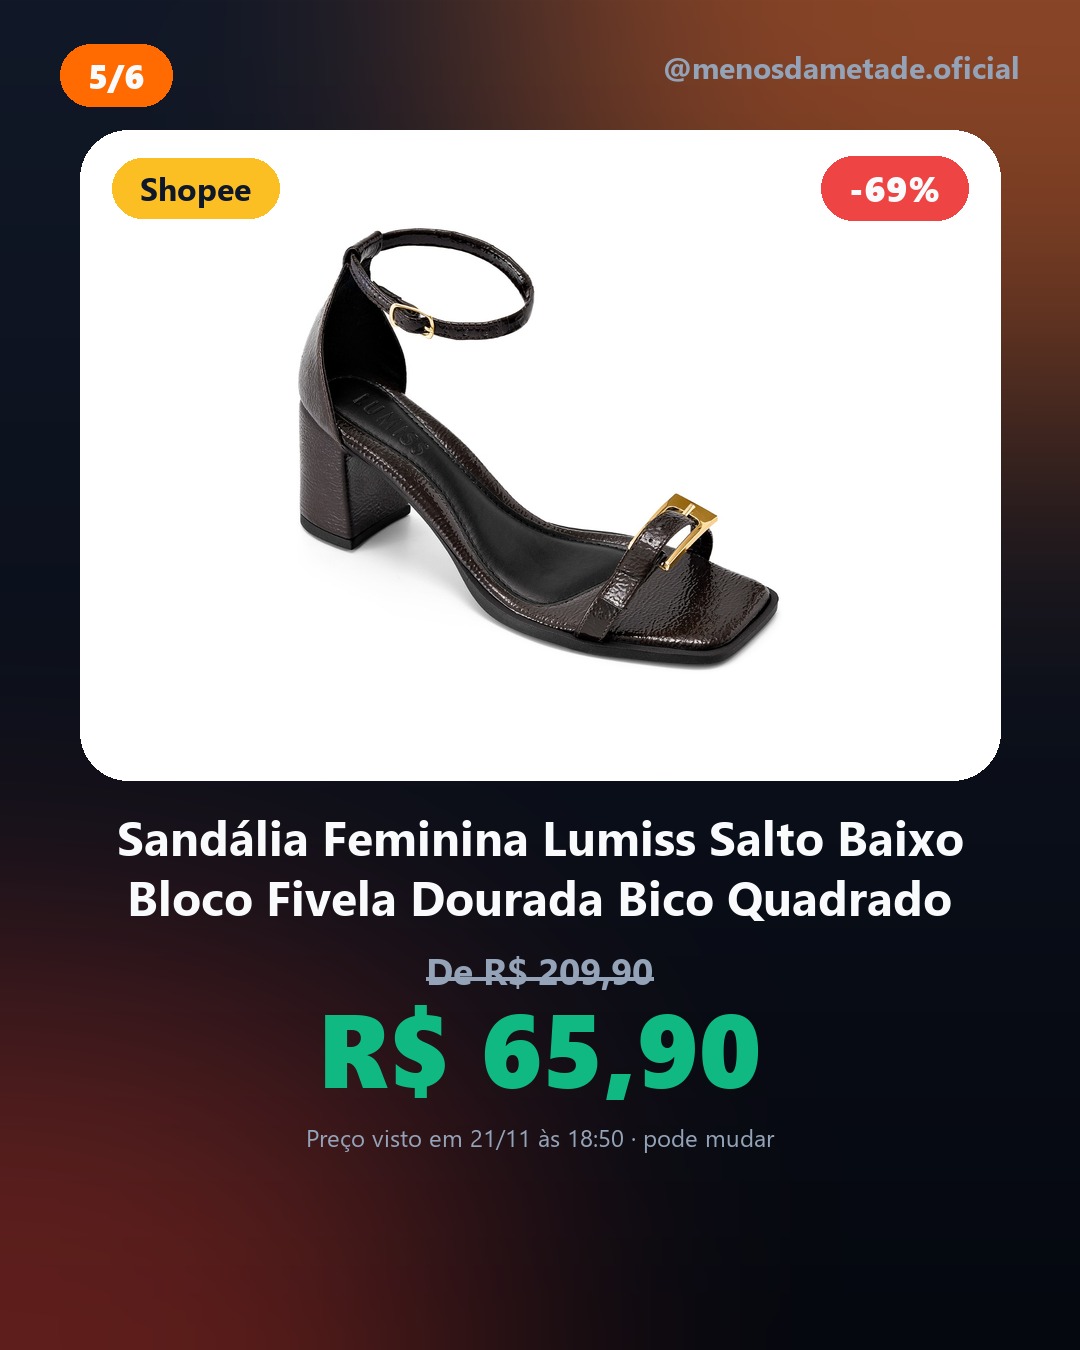 5/6
@menosdametade.oficial
Shopee
-69%
LUMISS
Sandália Feminina Lumiss Salto Baixo
Bloco Fivela Dourada Bico Quadrado
De R$ 209,90
R$ 65,90
Preço visto em 21/11 às 18:50 · pode mudar